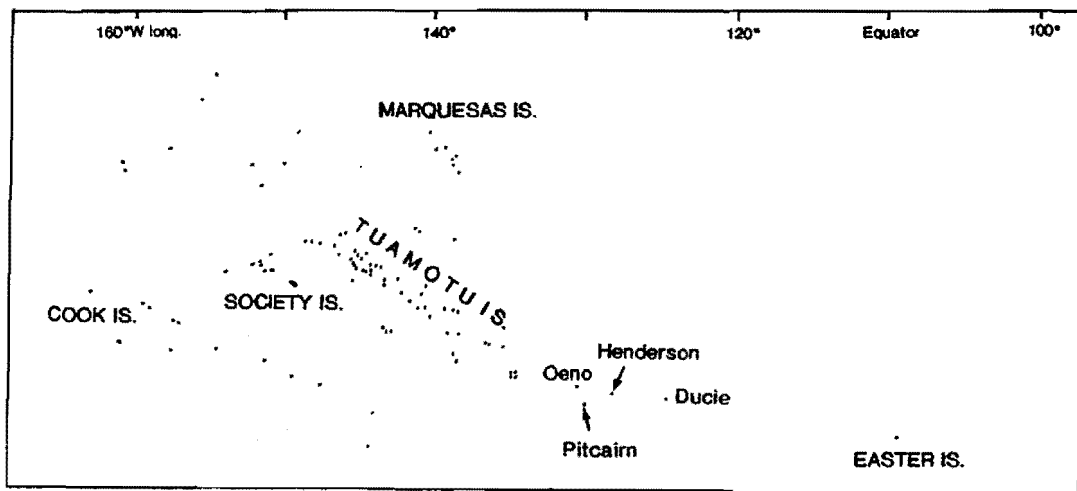 160°W long.
140°
120°
Equator
100°
MARQUESAS IS.
TUAMOTU IS.
SOCIETY IS.
COOK IS.
Henderson
Oeno
Ducie
Pitcairn
EASTER IS.